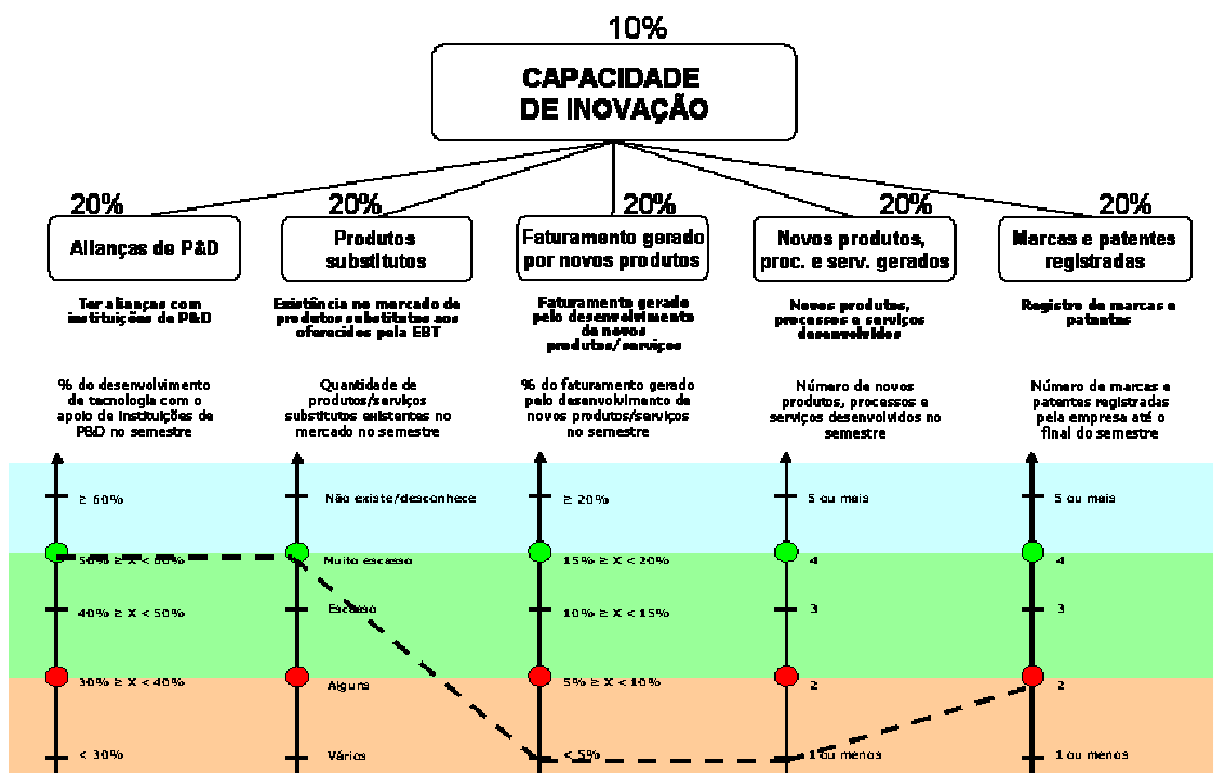 10%
CAPACIDADE
DE INOVAÇÃO
20%
20%
20%
20%
20%
Alianças de P&D
Produtos
substitutos
Faturamento gerado
por novos produtos
Novos produtos,
proc. e serv. gerados
Marcas e patentes
registradas
Ter alianças com
instituições de P&D
Existência no mercado de
produtos substitutos aos
oferecidos pela EBT
Faturamento gerado
pelo desenvolvimento
de novos
produtos/serviços
Novos produtos,
processos e serviços
desenvolvidos
Registro de marcas e
patentes
% do desenvolvimento
de tecnologia com o
apoio de instituições de
P&D no semestre
Quantidade de
produtos/serviços
substitutos existentes no
mercado no semestre
% do faturamento gerado
pelo desenvolvimento de
novos produtos/serviços
no semestre
Número de novos
produtos, processos e
serviços desenvolvidos no
semestre
Número de marcas e
patentes registradas
pela empresa até o
final do semestre
≥ 60%
Não existe/desconhece
≥ 20%
5 ou mais
5 ou mais
50% ≥ X < 60%
Muito escasso
15% ≥ X < 20%
4
4
40% ≥ X < 50%
Escasso
10% ≥ X < 15%
3
3
30% ≥ X < 40%
Alguns
5% ≥ X < 10%
2
2
< 30%
Vários
< 5%
1 ou menos
1 ou menos